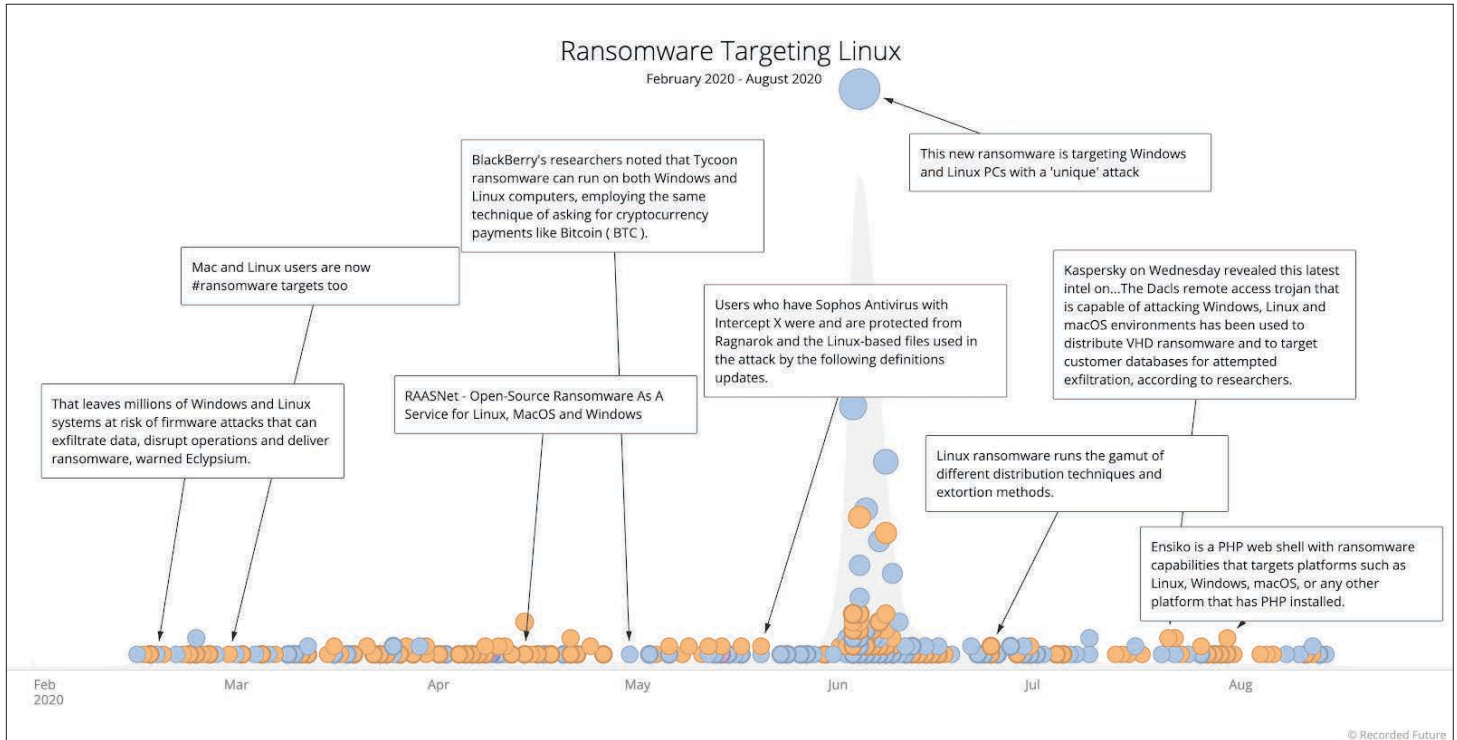 Ransomware Targeting Linux
February 2020 - August 2020
This new ransomware is targeting Windows
and Linux PCs with a 'unique' attack
BlackBerry's researchers noted that Tycoon
ransomware can run on both Windows and
Linux computers, employing the same
technique of asking for cryptocurrency
payments like Bitcoin ( BTC ).
Mac and Linux users are now
#ransomware targets too
Users who have Sophos Antivirus with
Intercept X were and are protected from
Ragnarok and the Linux-based files used in
the attack by the following definitions
updates.
Kaspersky on Wednesday revealed this latest
intel on...The Dacls remote access trojan that
is capable of attacking Windows, Linux and
macOS environments has been used to
distribute VHD ransomware and to target
customer databases for attempted
exfiltration, according to researchers.
That leaves millions of Windows and Linux
systems at risk of firmware attacks that can
exfiltrate data, disrupt operations and deliver
ransomware, warned Eclypsium.
RAASNet - Open-Source Ransomware As A
Service for Linux, MacOS and Windows
Linux ransomware runs the gamut of
different distribution techniques and
extortion methods.
Ensiko is a PHP web shell with ransomware
capabilities that targets platforms such as
Linux, Windows, macOS, or any other
platform that has PHP installed.
Feb
2020
Mar
Apr
May
Jun
Jul
Aug
© Recorded Future